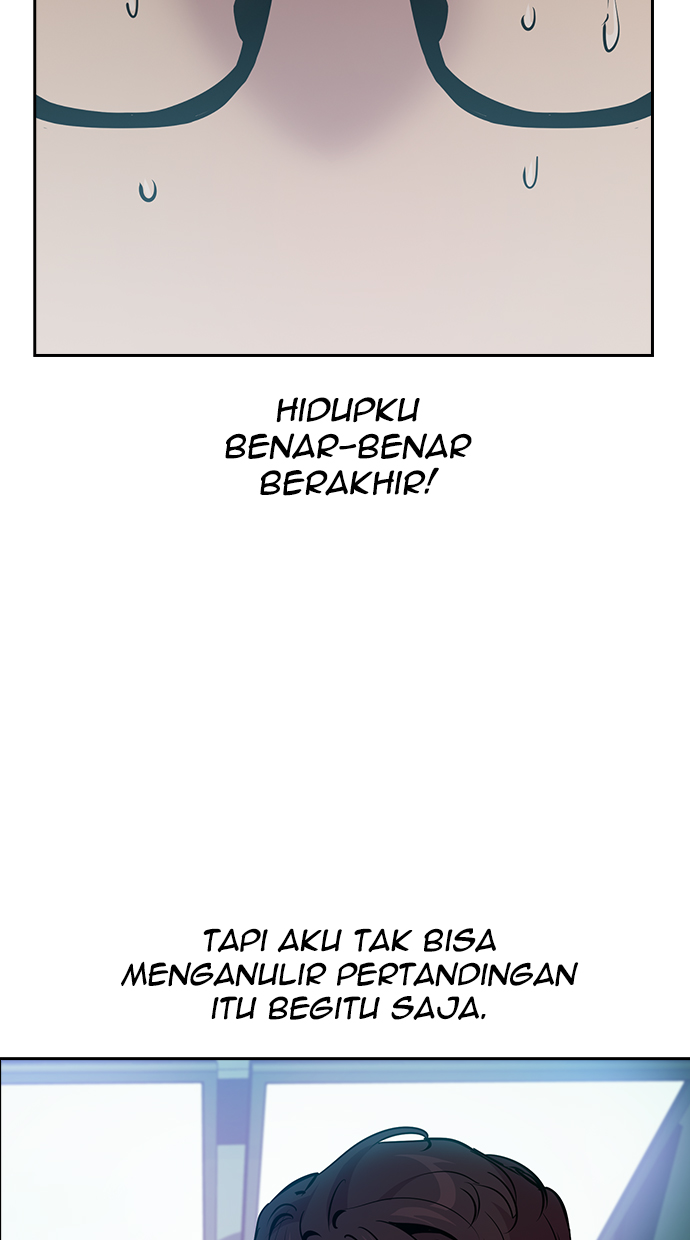 HIDUPKU
BENAR-BENAR
BERAKHIR!
TAPI AKU TAK BISA
MENGANULIR PERTANDINGAN
ITU BEGITU SAJA.